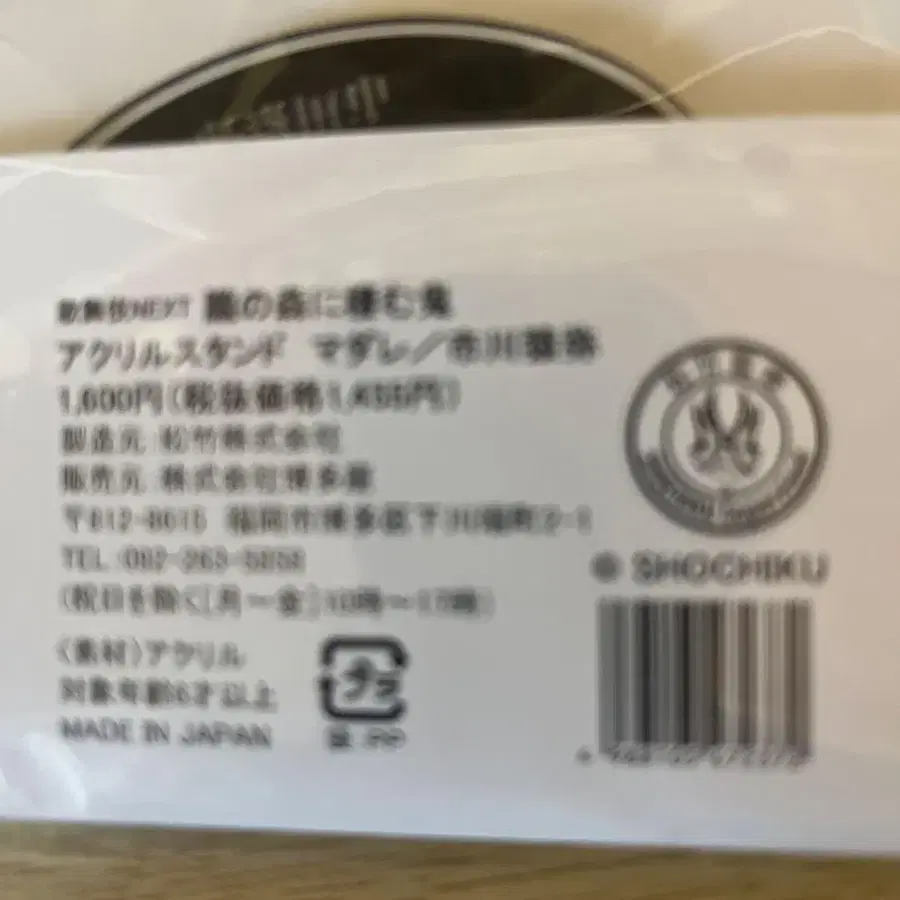 歌舞伎NEXT 朧の森に棲む鬼
アクリルスタンド マダレ／市川猿弥
1,600円(税抜価格1,455円)
製造元:松竹株式会社
販売元:株式会社博多座
〒812-8615 福岡市博多区下川端町2-1
TEL:092-263-5858
(祝日を除く[月～金]10時～17時)
〈素材〉アクリル
対象年齢6才以上
MADE IN JAPAN
プラ
袋:PP
© SHOCHIKU